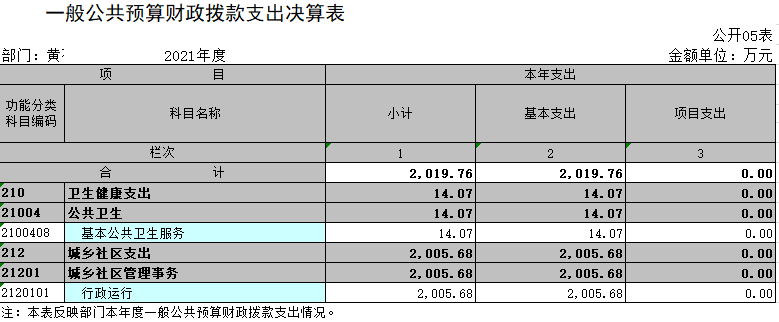 一般公共预算财政拨款支出决算表
公开05表
部门：黄 2021年度 金额单位：万元
项 目 本年支出
功能分类科目编码 科目名称 小计 基本支出 项目支出
栏次 1 2 3
合 计 2,019.76 2,019.76 0.00
210 卫生健康支出 14.07 14.07 0.00
21004 公共卫生 14.07 14.07 0.00
2100408 基本公共卫生服务 14.07 14.07 0.00
212 城乡社区支出 2,005.68 2,005.68 0.00
21201 城乡社区管理事务 2,005.68 2,005.68 0.00
2120101 行政运行 2,005.68 2,005.68 0.00
注：本表反映部门本年度一般公共预算财政拨款支出情况。